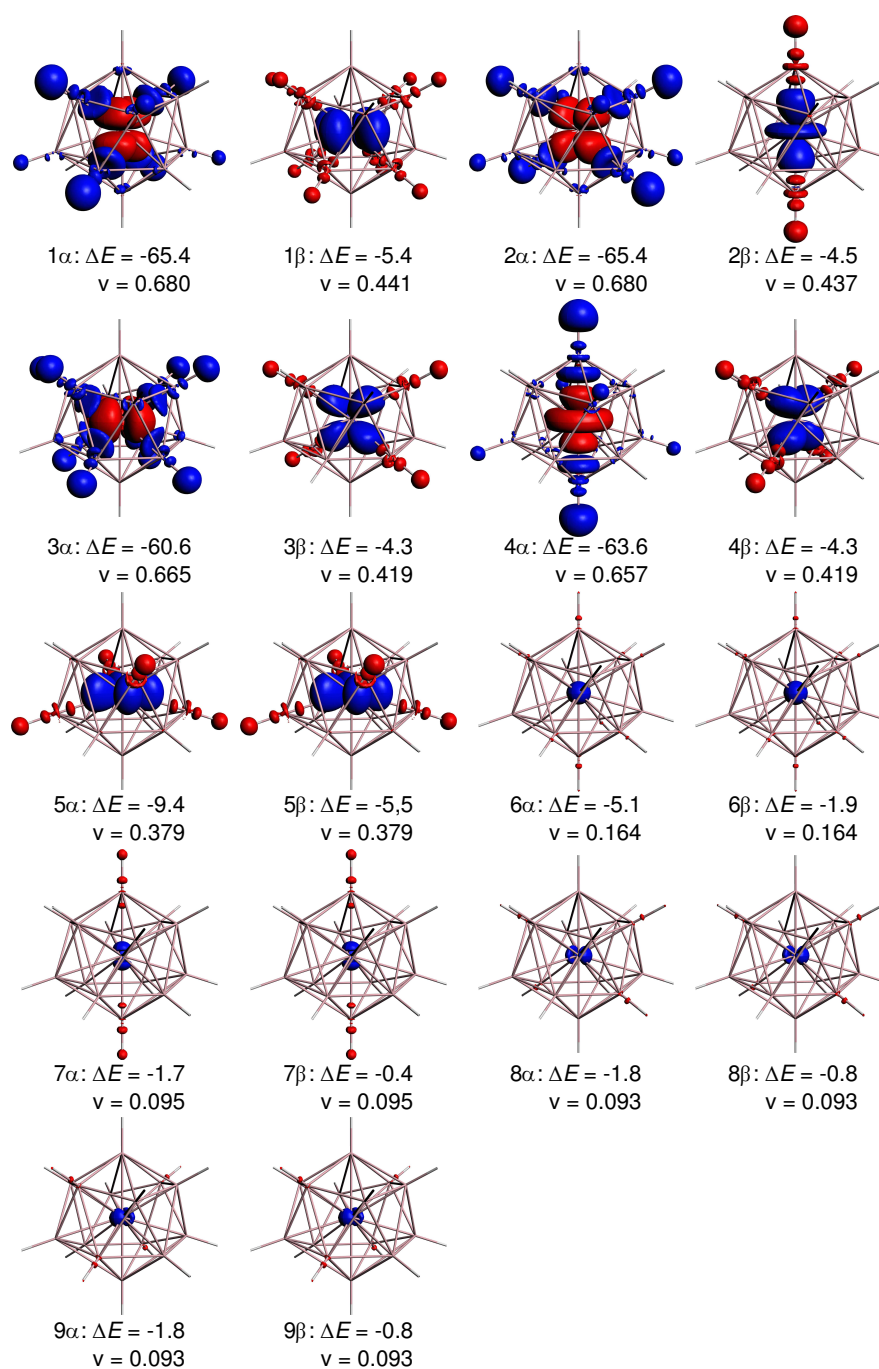 1α: ΔE = -65.4
v = 0.680
1β: ΔE = -5.4
v = 0.441
2α: ΔE = -65.4
v = 0.680
2β: ΔE = -4.5
v = 0.437
3α: ΔE = -60.6
v = 0.665
3β: ΔE = -4.3
v = 0.419
4α: ΔE = -63.6
v = 0.657
4β: ΔE = -4.3
v = 0.419
5α: ΔE = -9.4
v = 0.379
5β: ΔE = -5,5
v = 0.379
6α: ΔE = -5.1
v = 0.164
6β: ΔE = -1.9
v = 0.164
7α: ΔE = -1.7
v = 0.095
7β: ΔE = -0.4
v = 0.095
8α: ΔE = -1.8
v = 0.093
8β: ΔE = -0.8
v = 0.093
9α: ΔE = -1.8
v = 0.093
9β: ΔE = -0.8
v = 0.093